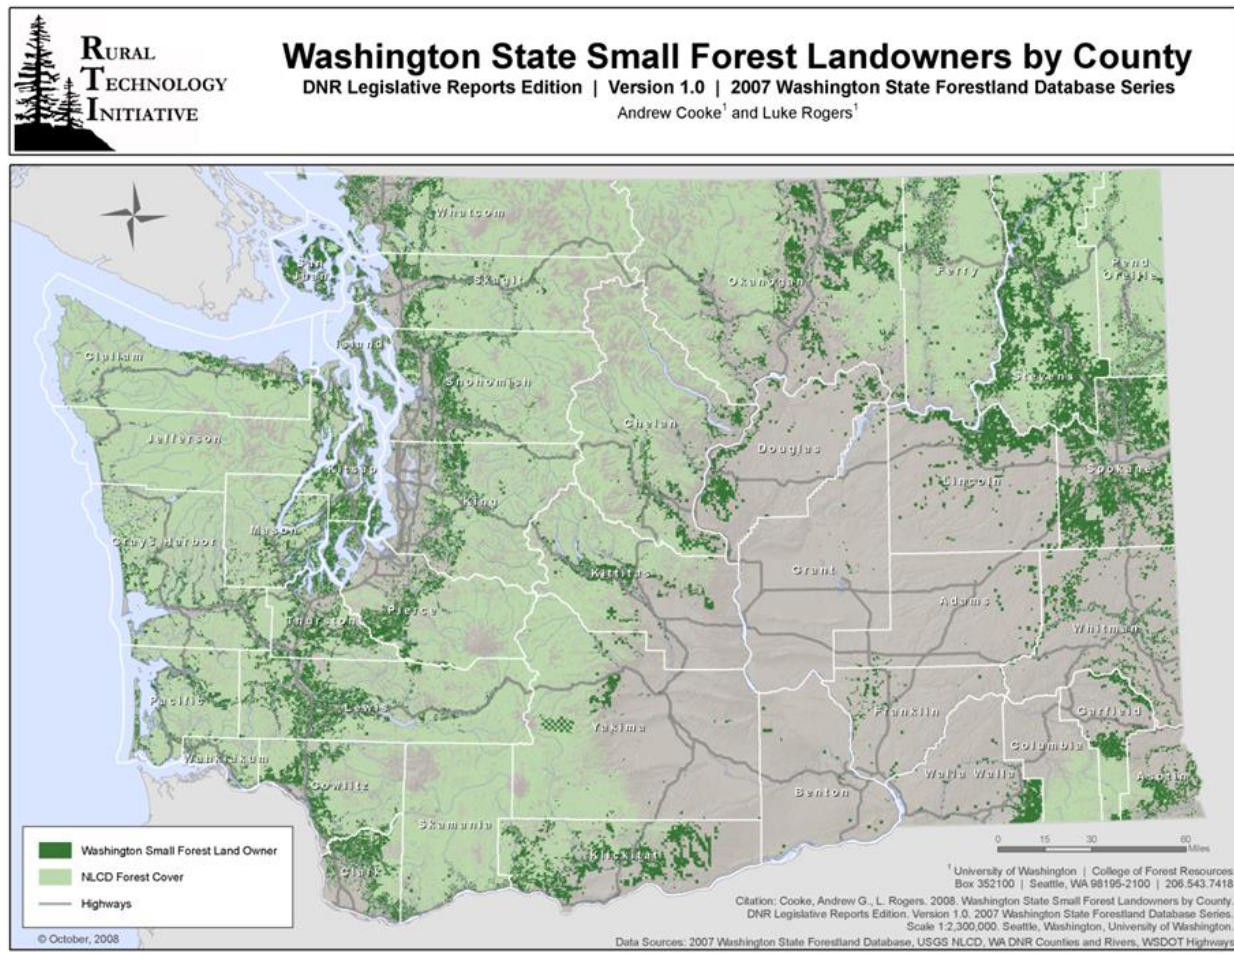 RURAL
TECHNOLOGY
INITIATIVE
Washington State Small Forest Landowners by County
DNR Legislative Reports Edition | Version 1.0 | 2007 Washington State Forestland Database Series
Andrew Cooke1 and Luke Rogers1
Whatcom
San Juan
Skagit
Okanogan
Ferry
Pend Oreille
Island
Clallam
Snohomish
Stevens
Chelan
Jefferson
Douglas
Kitsap
Spokane
Lincoln
King
Mason
Grays Harbor
Kittitas
Grant
Adams
Pierce
Thurston
Whitman
Pacific
Lewis
Yakima
Franklin
Garfield
Columbia
Wahkiakum
Walla Walla
Asotin
Cowlitz
Benton
Skamania
Klickitat
Clark
Washington Small Forest Land Owner
NLCD Forest Cover
Highways
© October, 2008
0 15 30 60
Miles
1 University of Washington | College of Forest Resources
Box 352100 | Seattle, WA 98195-2100 | 206.543.7418
Citation: Cooke, Andrew G., L. Rogers. 2008. Washington State Small Forest Landowners by County.
DNR Legislative Reports Edition. Version 1.0. 2007 Washington State Forestland Database Series.
Scale 1:2,300,000. Seattle, Washington, University of Washington.
Data Sources: 2007 Washington State Forestland Database, USGS NLCD, WA DNR Counties and Rivers, WSDOT Highways